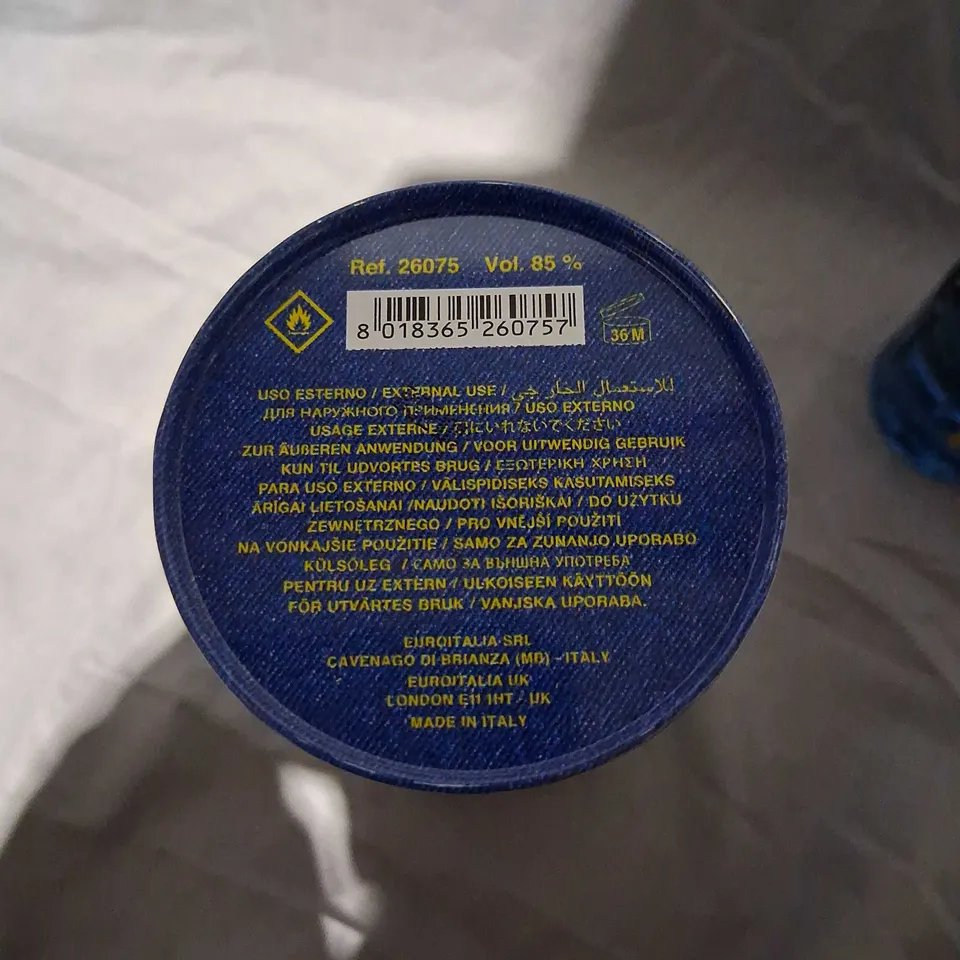 Ref. 26075 Vol. 85 %
8 018365 260757
36 M
USO ESTERNO / EXTERNAL USE / للاستعمال الخارجي
ДЛЯ НАРУЖНОГО ПРИМЕНЕНИЯ / USO EXTERNO
USAGE EXTERNE / 口にいれないでください
ZUR ÄUßEREN ANWENDUNG / VOOR UITWENDIG GEBRUIK
KUN TIL UDVORTES BRUG / ΕΞΩΤΕΡΙΚΗ ΧΡΗΣΗ
PARA USO EXTERNO / VÄLISPIDISEKS KASUTAMISEKS
ĀRĪGAI LIETOŠANAI /NAUDOTI IŠORIŠKAI / DO UŻYTKU
ZEWNĘTRZNEGO / PRO VNĚJŠÍ POUŽITÍ
NA VONKAJŠIE POUŽITIE / SAMO ZA ZUNANJO UPORABO
KÜLSŐLEG / САМО ЗА ВЪНШНА УПОТРЕБА
PENTRU UZ EXTERN / ULKOISEEN KÄYTTÖÖN
FÖR UTVÄRTES BRUK / VANJSKA UPORABA.
EUROITALIA SRL
CAVENAGO DI BRIANZA (MB) - ITALY
EUROITALIA UK
LONDON E11 1HT - UK
MADE IN ITALY